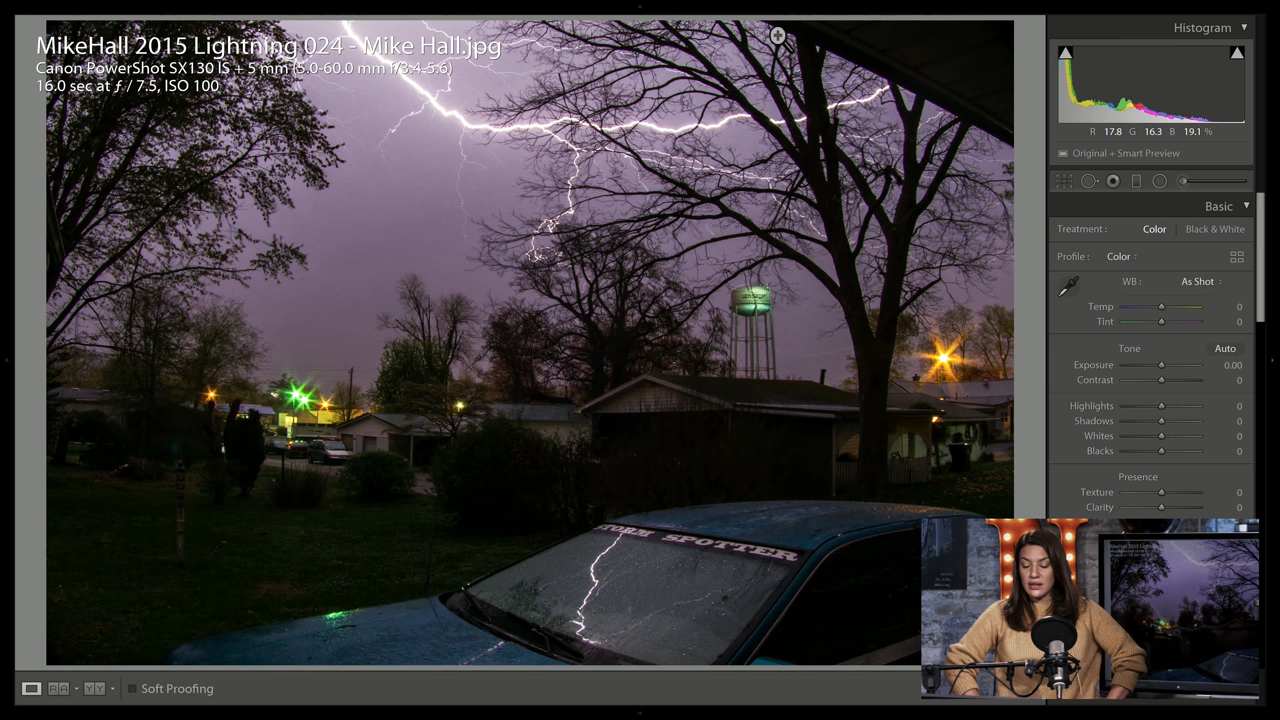 MikeHall 2015 Lightning 024 - Mike Hall.jpg
Canon PowerShot SX130 IS + 5 mm (5.0-60.0 mm f/3.4-5.6)
16.0 sec at ƒ / 7.5, ISO 100
STORM SPOTTER
Soft Proofing
Histogram
R 17.8 G 16.3 B 19.1 %
Original + Smart Preview
Basic
Treatment : Color Black & White
Profile : Color
WB : As Shot
Temp 0
Tint 0
Tone Auto
Exposure 0.00
Contrast 0
Highlights 0
Shadows 0
Whites 0
Blacks 0
Presence
Texture 0
Clarity 0